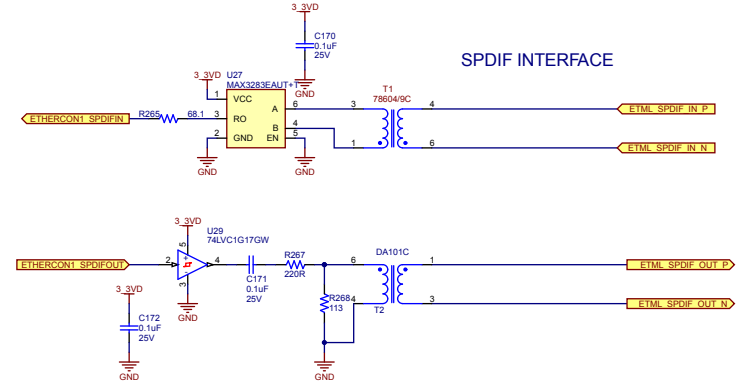 3_3VD
C170
0.1uF
25V
GND
SPDIF INTERFACE
3_3VD
U27
MAX3283EAUT+T
1
VCC
A
6
3
RO
B
4
2
GND
EN
5
GND
GND
ETHERCON1_SPDIFIN
R265
68.1
T1
78604/9C
3
4
1
6
ETML_SPDIF_IN_P
ETML_SPDIF_IN_N
3_3VD
U29
74LVC1G17GW
5
2
4
3
GND
ETHERCON1_SPDIFOUT
3_3VD
C172
0.1uF
25V
GND
C171
0.1uF
25V
R267
220R
R268
113
GND
DA101C
6
1
4
3
T2
ETML_SPDIF_OUT_P
ETML_SPDIF_OUT_N